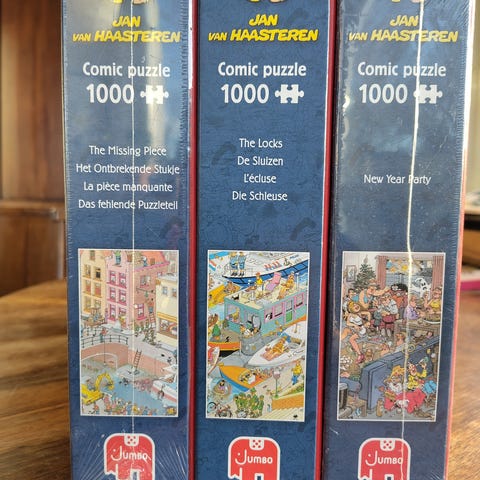 JAN
VAN HAASTEREN
Comic puzzle
1000
The Missing Piece
Het Ontbrekende Stukje
La pièce manquante
Das fehlende Puzzleteil
Jumbo
JAN
VAN HAASTEREN
Comic puzzle
1000
The Locks
De Sluizen
L'écluse
Die Schleuse
Jumbo
JAN
VAN HAASTEREN
Comic puzzle
1000
New Year Party
Jumbo